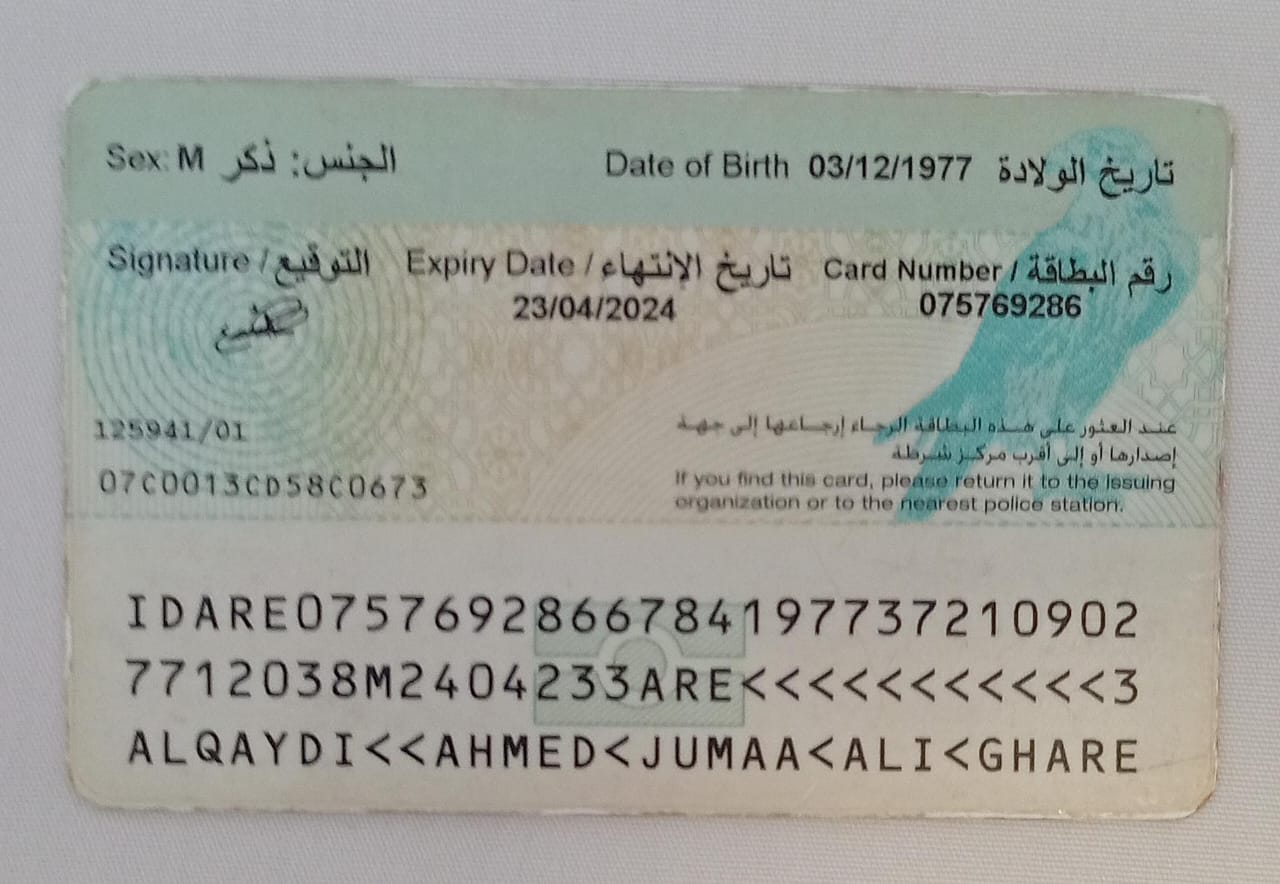 Sex: M الجنس: ذكر Date of Birth 03/12/1977 تاريخ الولادة
Signature / التوقيع Expiry Date / تاريخ الإنتهاء Card Number / رقم البطاقة
23/04/2024 075769286
125941/01
07C0013CD58C0673
عند العثور على هذه البطاقة الرجاء إرجاعها إلى جهة
إصدارها أو إلى أقرب مركز شرطة
If you find this card, please return it to the issuing
organization or to the nearest police station.
IDARE0757692866784197737210902
7712038M2404233ARE<<<<<<<<<<<3
ALQAYDI<<AHMED<JUMAA<ALI<GHARE